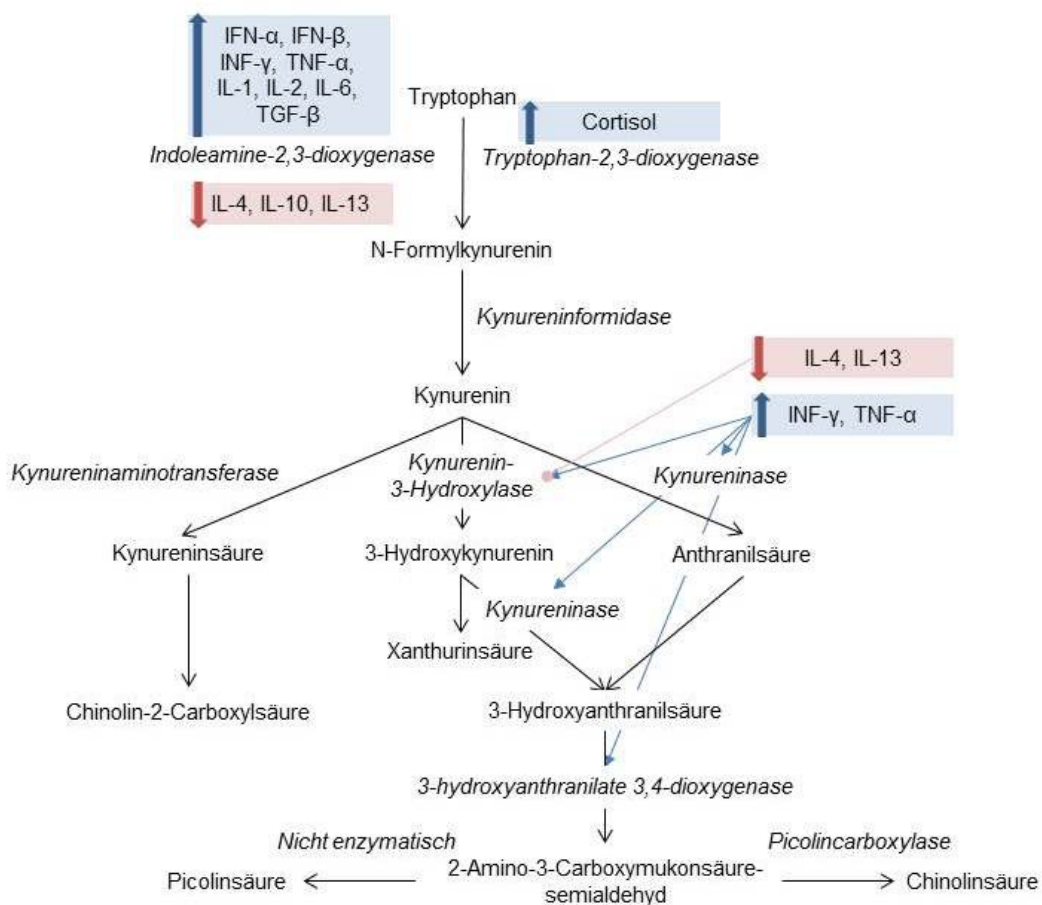 IFN-α, IFN-β,
INF-γ, TNF-α,
IL-1, IL-2, IL-6,
TGF-β
Tryptophan
Cortisol
Indoleamine-2,3-dioxygenase
Tryptophan-2,3-dioxygenase
IL-4, IL-10, IL-13
N-Formylkynurenin
Kynureninformidase
IL-4, IL-13
Kynurenin
INF-γ, TNF-α
Kynureninaminotransferase
Kynurenin-
3-Hydroxylase
Kynureninase
Kynureninsäure
3-Hydroxykynurenin
Anthranilsäure
Kynureninase
Xanthurinsäure
Chinolin-2-Carboxylsäure
3-Hydroxyanthranilsäure
3-hydroxyanthranilate 3,4-dioxygenase
Nicht enzymatisch
Picolincarboxylase
Picolinsäure
2-Amino-3-Carboxymukonsäure-
semialdehyd
Chinolinsäure